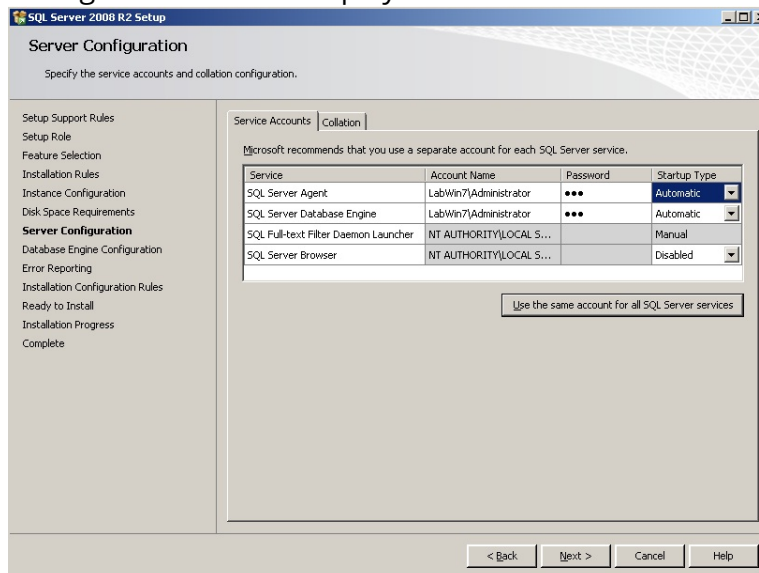 SQL Server 2008 R2 Setup
Server Configuration
Specify the service accounts and collation configuration.
Setup Support Rules
Setup Role
Feature Selection
Installation Rules
Instance Configuration
Disk Space Requirements
Server Configuration
Database Engine Configuration
Error Reporting
Installation Configuration Rules
Ready to Install
Installation Progress
Complete
Service Accounts Collation
Microsoft recommends that you use a separate account for each SQL Server service.
Service Account Name Password Startup Type
SQL Server Agent LabWin7\Administrator ●●● Automatic
SQL Server Database Engine LabWin7\Administrator ●●● Automatic
SQL Full-text Filter Daemon Launcher NT AUTHORITY\LOCAL S... Manual
SQL Server Browser NT AUTHORITY\LOCAL S... Disabled
Use the same account for all SQL Server services
< Back Next > Cancel Help